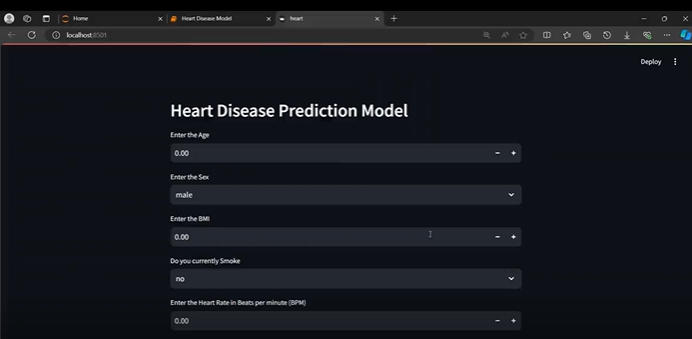 Home
Heart Disease Model
heart
localhost:8501
Deploy
Heart Disease Prediction Model
Enter the Age
0.00
Enter the Sex
male
Enter the BMI
0.00
Do you currently Smoke
no
Enter the Heart Rate in Beats per minute (BPM)
0.00